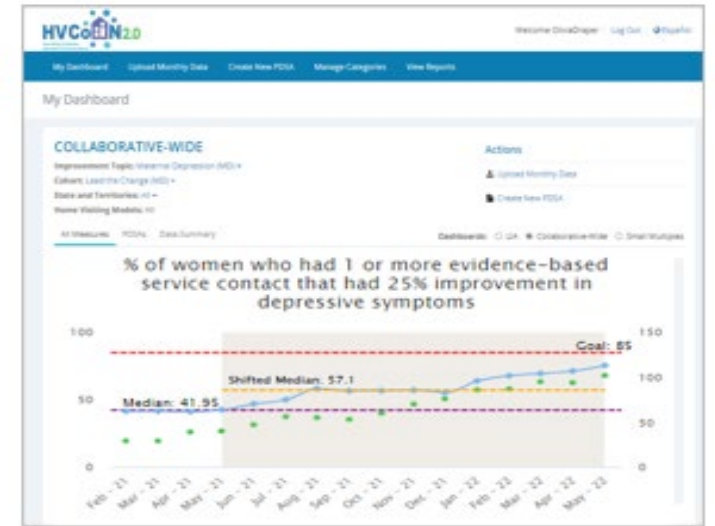 HVCoIIN2.0
Welcome DivaDraper Log Out Español
My Dashboard Upload Monthly Data Create New PDSA Manage Categories View Reports
My Dashboard
COLLABORATIVE-WIDE
Improvement Topic: Maternal Depression (MD)
Cohort: Lead the Change (MD)
State and Territories: All
Home Visiting Models: All
Actions
Upload Monthly Data
Create New PDSA
All Measures PDSAs Data Summary
Dashboards: LIA Collaborative-Wide Small Multiples
% of women who had 1 or more evidence-based
service contact that had 25% improvement in
depressive symptoms
100 150
Goal: 85
Shifted Median: 57.1
100
50 Median: 41.95
50
0 0
Feb - 21 Mar - 21 Apr - 21 May - 21 Jun - 21 Jul - 21 Aug - 21 Sep - 21 Oct - 21 Nov - 21 Dec - 21 Jan - 22 Feb - 22 Mar - 22 Apr - 22 May - 22